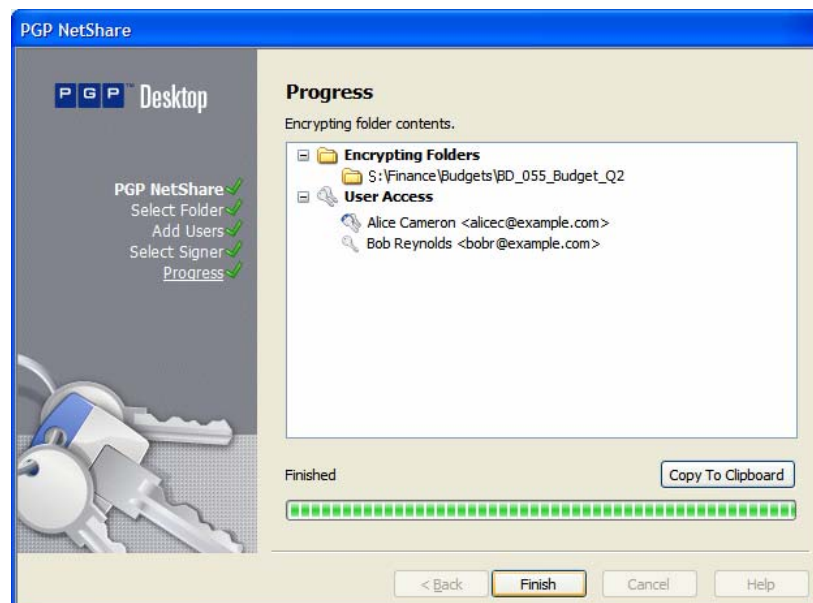 PGP NetShare
PGP™ Desktop
PGP NetShare
Select Folder
Add Users
Select Signer
Progress
Progress
Encrypting folder contents.
Encrypting Folders
S:\Finance\Budgets\BD_055_Budget_Q2
User Access
Alice Cameron <alicec@example.com>
Bob Reynolds <bobr@example.com>
Finished
Copy To Clipboard
< Back
Finish
Cancel
Help